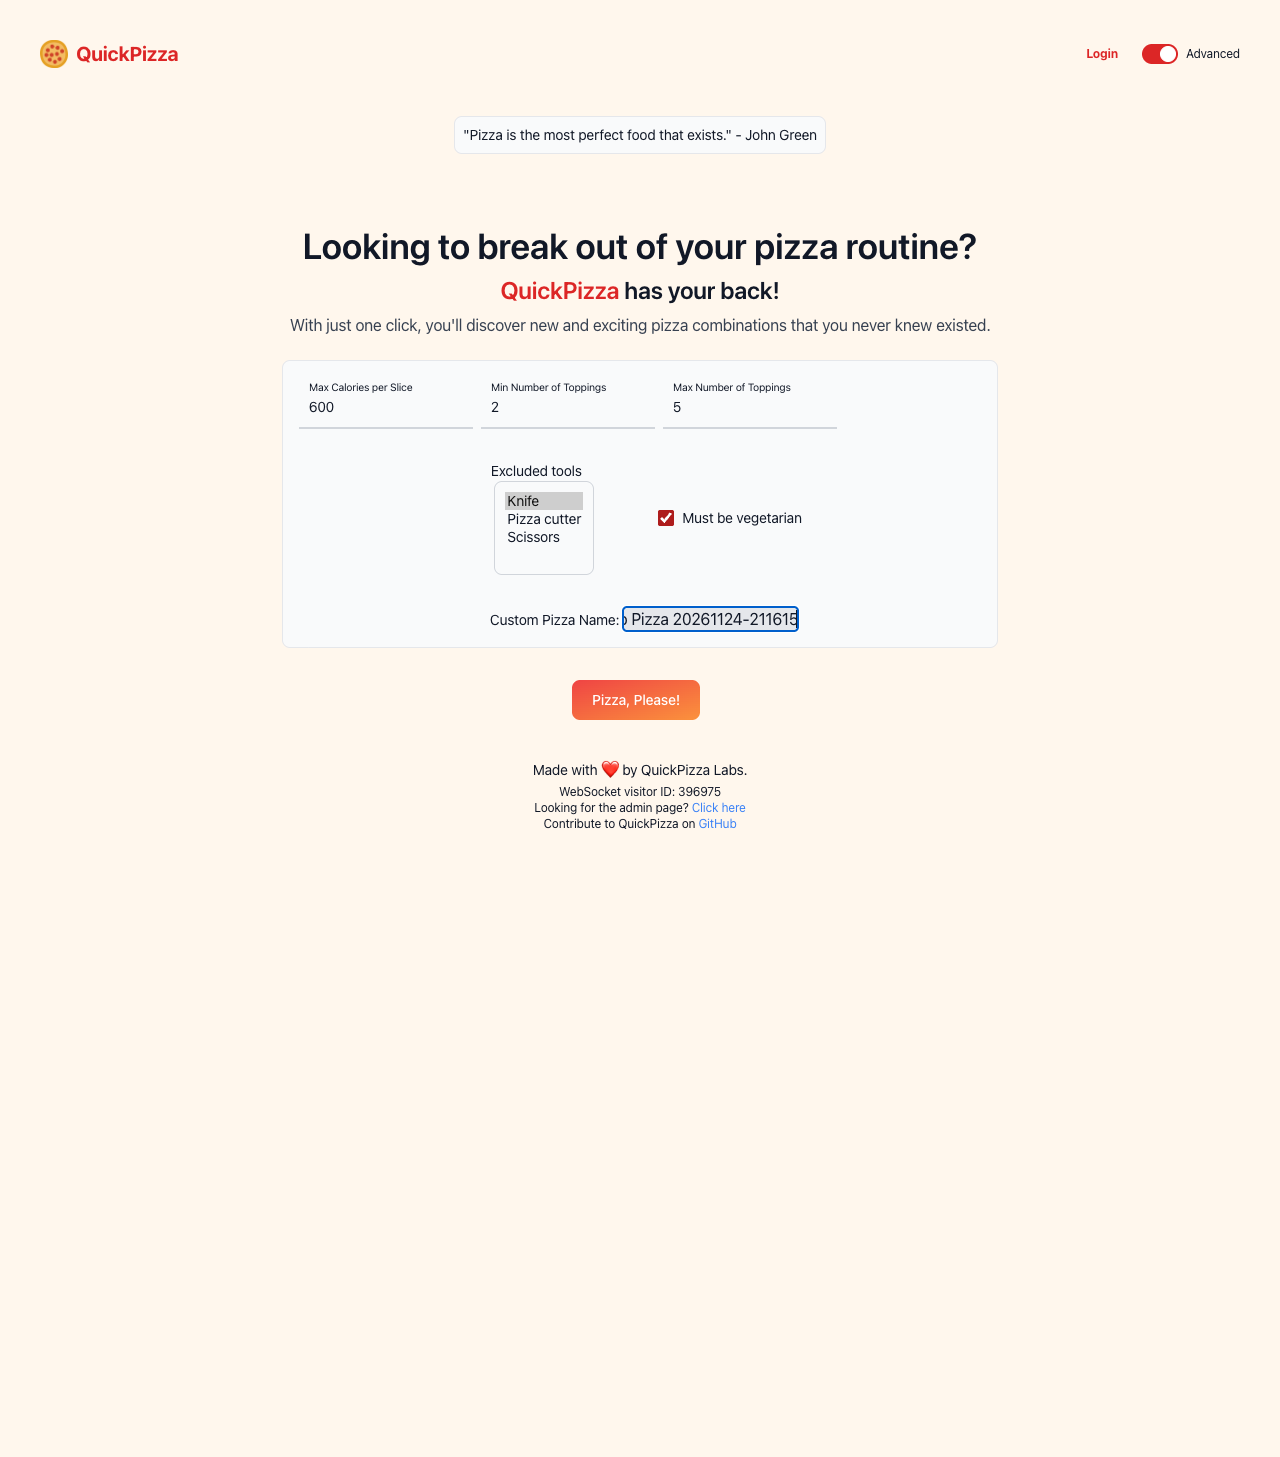 QuickPizza
Login
Advanced
"Pizza is the most perfect food that exists." - John Green
Looking to break out of your pizza routine?
QuickPizza has your back!
With just one click, you'll discover new and exciting pizza combinations that you never knew existed.
Max Calories per Slice
600
Min Number of Toppings
2
Max Number of Toppings
5
Excluded tools
Knife
Pizza cutter
Scissors
Must be vegetarian
Custom Pizza Name: Pizza 20261124-211615
Pizza, Please!
Made with ❤️ by QuickPizza Labs.
WebSocket visitor ID: 396975
Looking for the admin page? Click here
Contribute to QuickPizza on GitHub